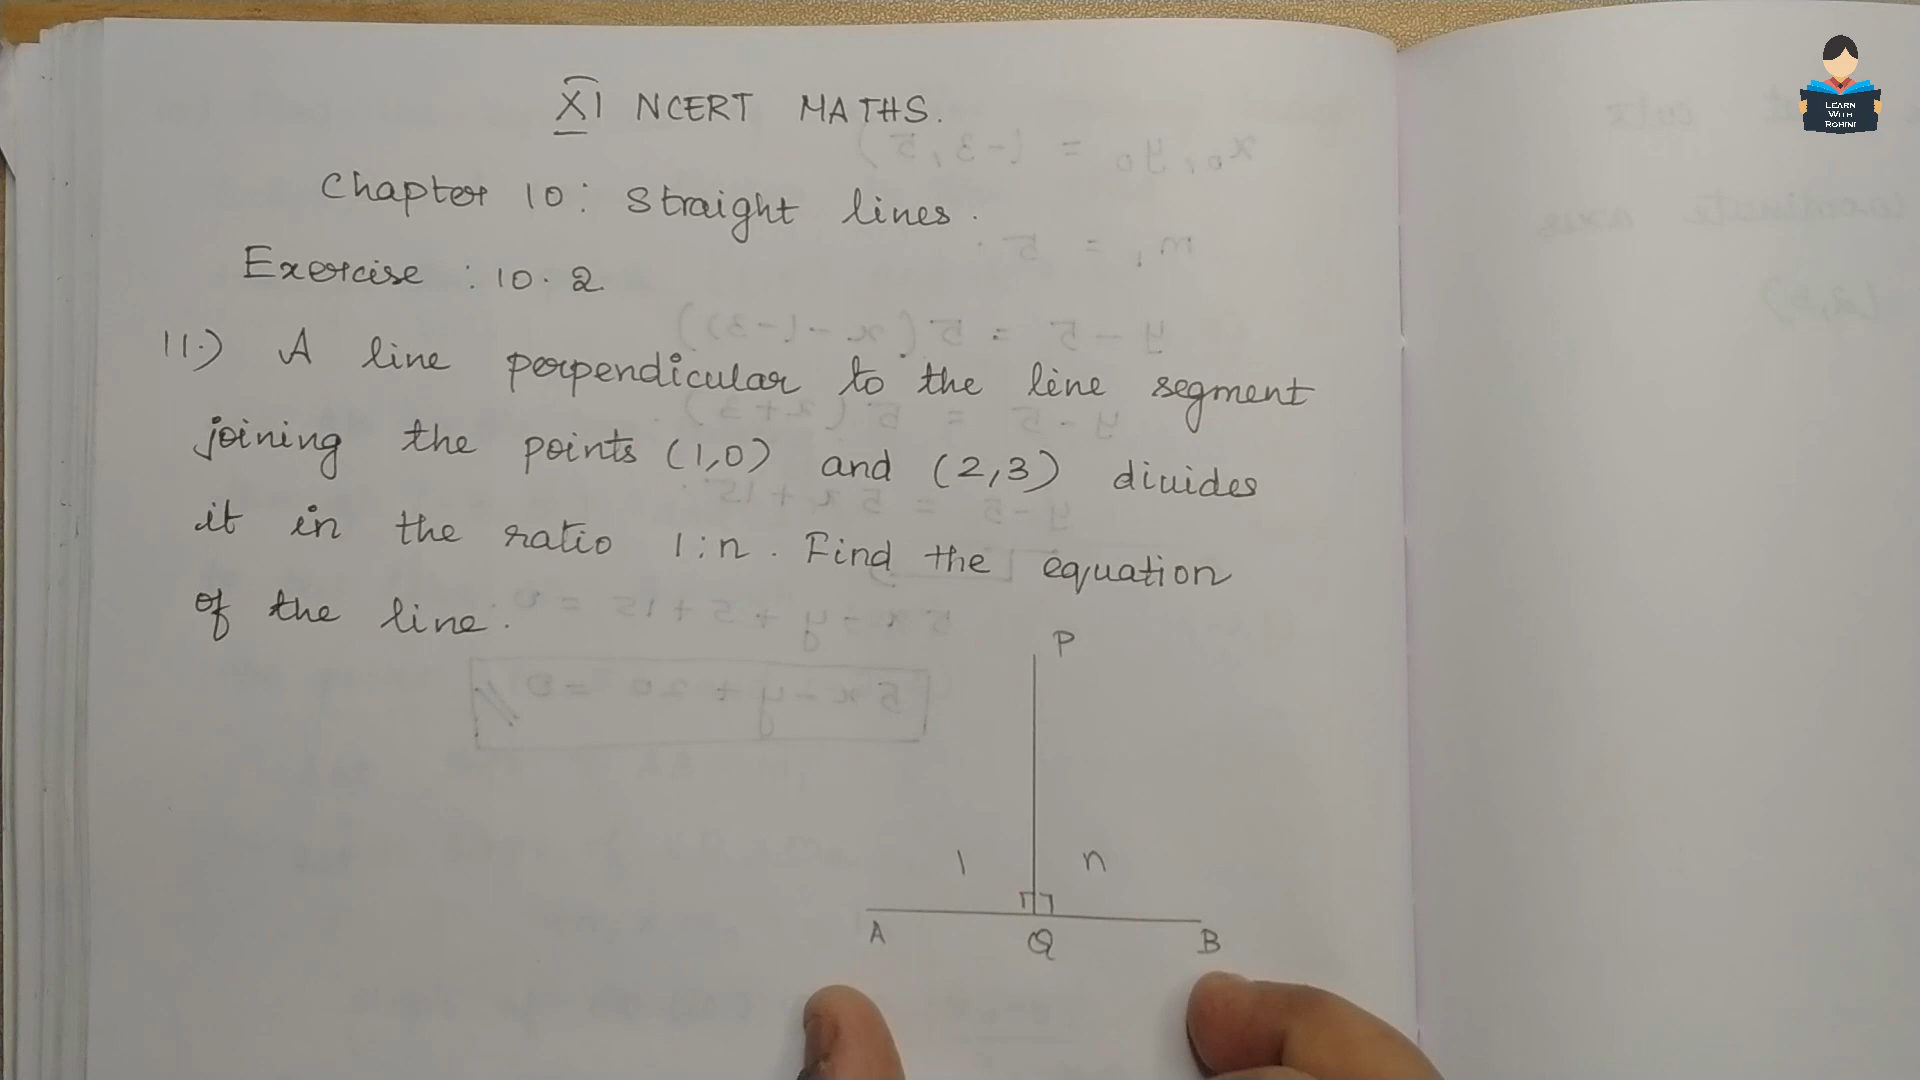 XI NCERT MATHS.
Chapter 10: Straight lines.
Exercise : 10.2
11.) A line perpendicular to the line segment
joining the points (1,0) and (2,3) divides
it in the ratio 1:n. Find the equation
of the line.
P
1 n
A Q B
LEARN
WITH
ROHINI